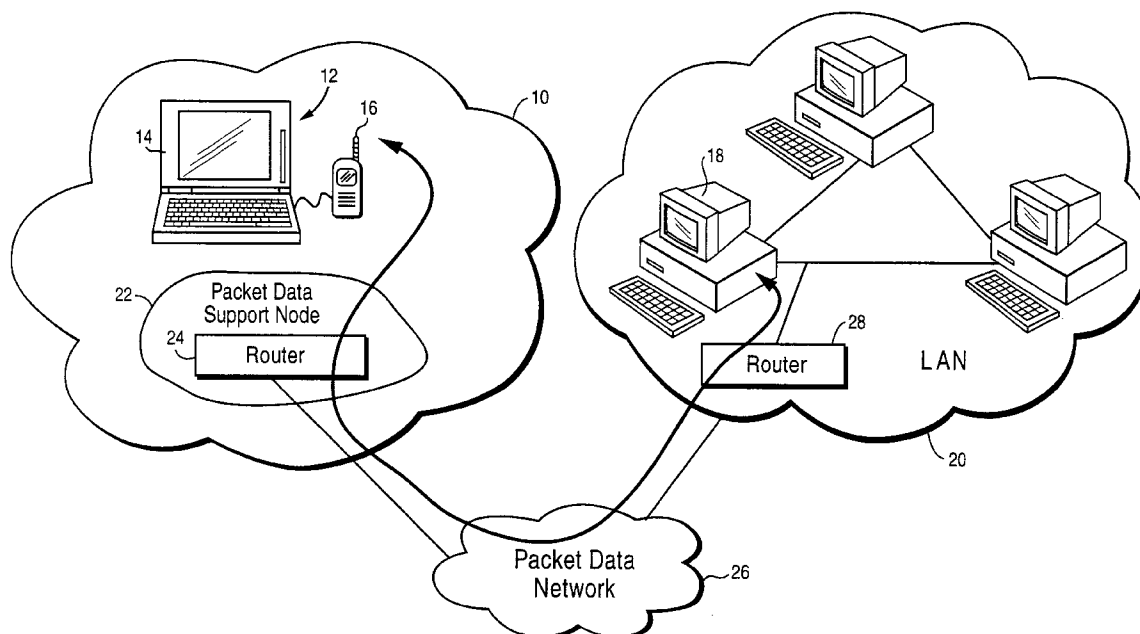 12
16
10
14
18
22
Packet Data
Support Node
24
Router
28
Router
LAN
20
Packet Data
Network
26